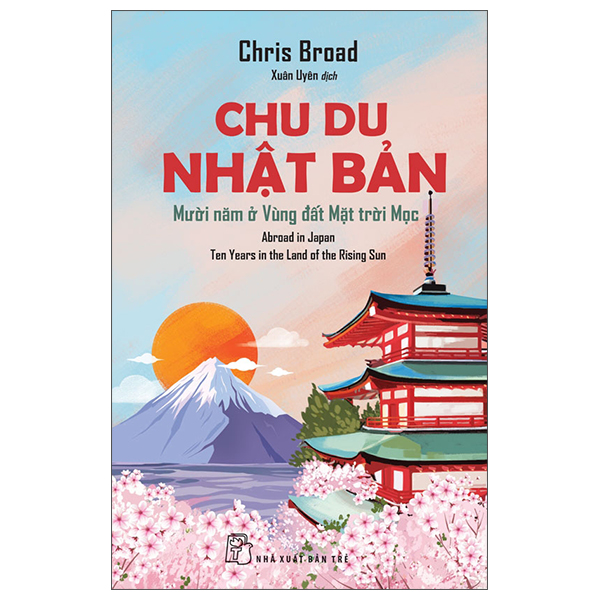 Chris Broad
Xuân Uyên dịch
CHU DU
NHẬT BẢN
Mười năm ở Vùng đất Mặt trời Mọc
Abroad in Japan
Ten Years in the Land of the Rising Sun
NHÀ XUẤT BẢN TRẺ